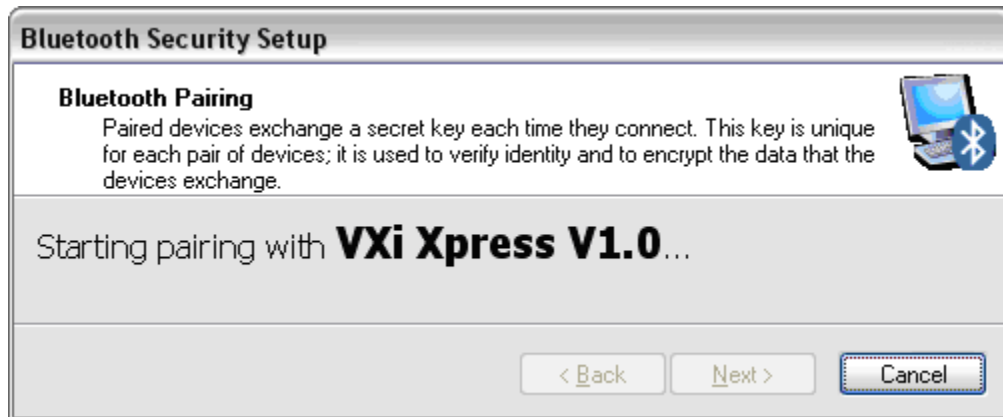 Bluetooth Security Setup
Bluetooth Pairing
Paired devices exchange a secret key each time they connect. This key is unique
for each pair of devices; it is used to verify identity and to encrypt the data that the
devices exchange.
Starting pairing with VXi Xpress V1.0...
< Back Next > Cancel